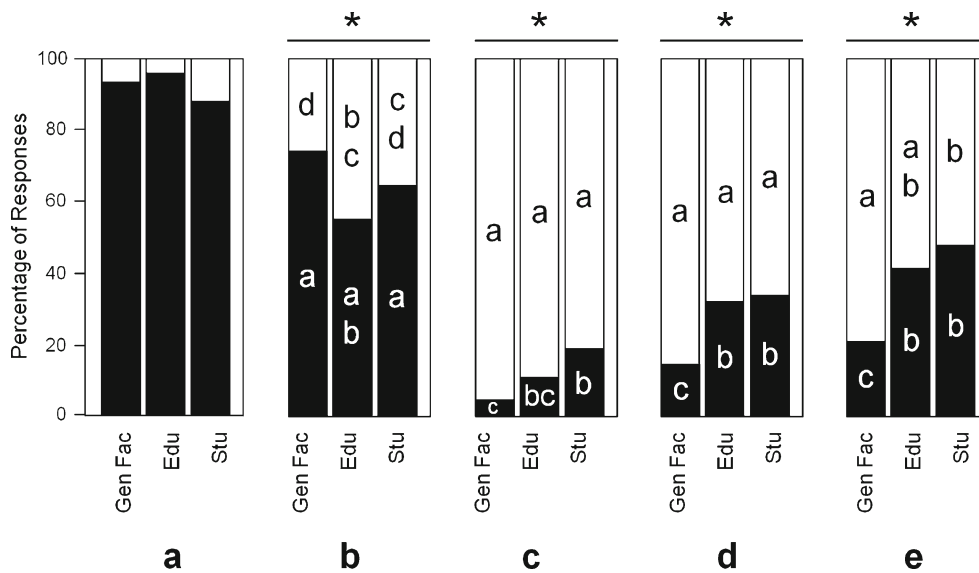 * * * *
Percentage of Responses
100
80
60
40
20
0
d
a
b
c
a
b
c
d
a
a
c
a
bc
a
b
a
c
a
b
a
b
a
c
a
b
b
b
b
Gen Fac Edu Stu Gen Fac Edu Stu Gen Fac Edu Stu Gen Fac Edu Stu Gen Fac Edu Stu
a b c d e